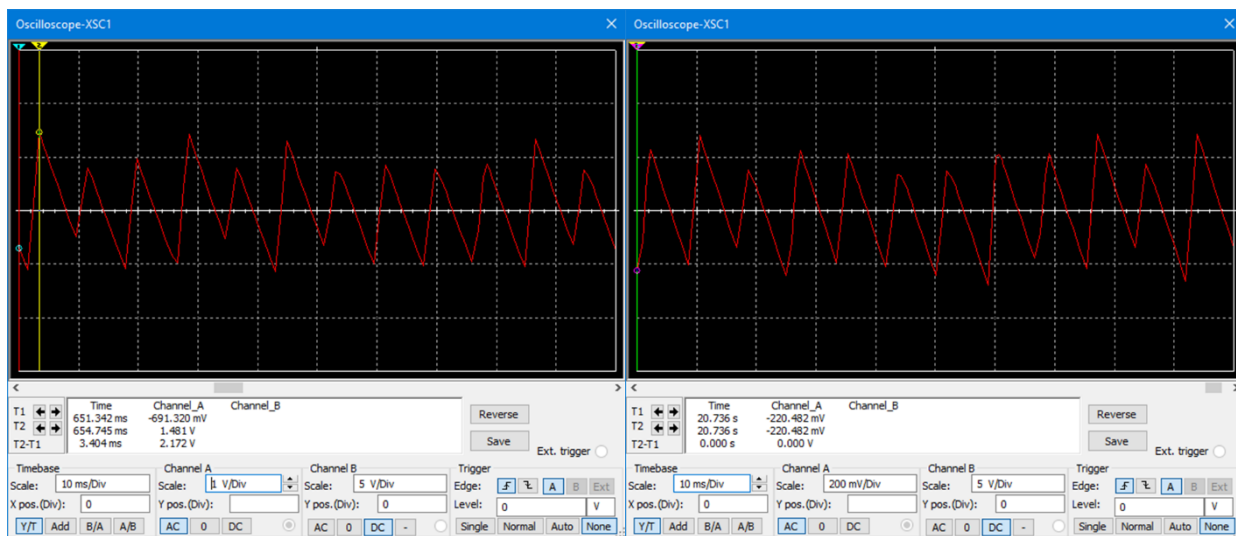 Oscilloscope-XSC1
1 2
T1
T2
T2-T1
Time Channel_A Channel_B
651.342 ms -691.320 mV
654.745 ms 1.481 V
3.404 ms 2.172 V
Reverse
Save
Ext. trigger
Timebase
Scale: 10 ms/Div
X pos.(Div): 0
Y/T Add B/A A/B
Channel A
Scale: 1 V/Div
Y pos.(Div):
AC 0 DC
Channel B
Scale: 5 V/Div
Y pos.(Div): 0
AC 0 DC -
Trigger
Edge: A B Ext
Level: 0 V
Single Normal Auto None
Oscilloscope-XSC1
T1
T2
T2-T1
Time Channel_A Channel_B
20.736 s -220.482 mV
20.736 s -220.482 mV
0.000 s 0.000 V
Reverse
Save
Ext. trigger
Timebase
Scale: 10 ms/Div
X pos.(Div): 0
Y/T Add B/A A/B
Channel A
Scale: 200 mV/Div
Y pos.(Div):
AC 0 DC
Channel B
Scale: 5 V/Div
Y pos.(Div): 0
AC 0 DC -
Trigger
Edge: A B Ext
Level: 0 V
Single Normal Auto None